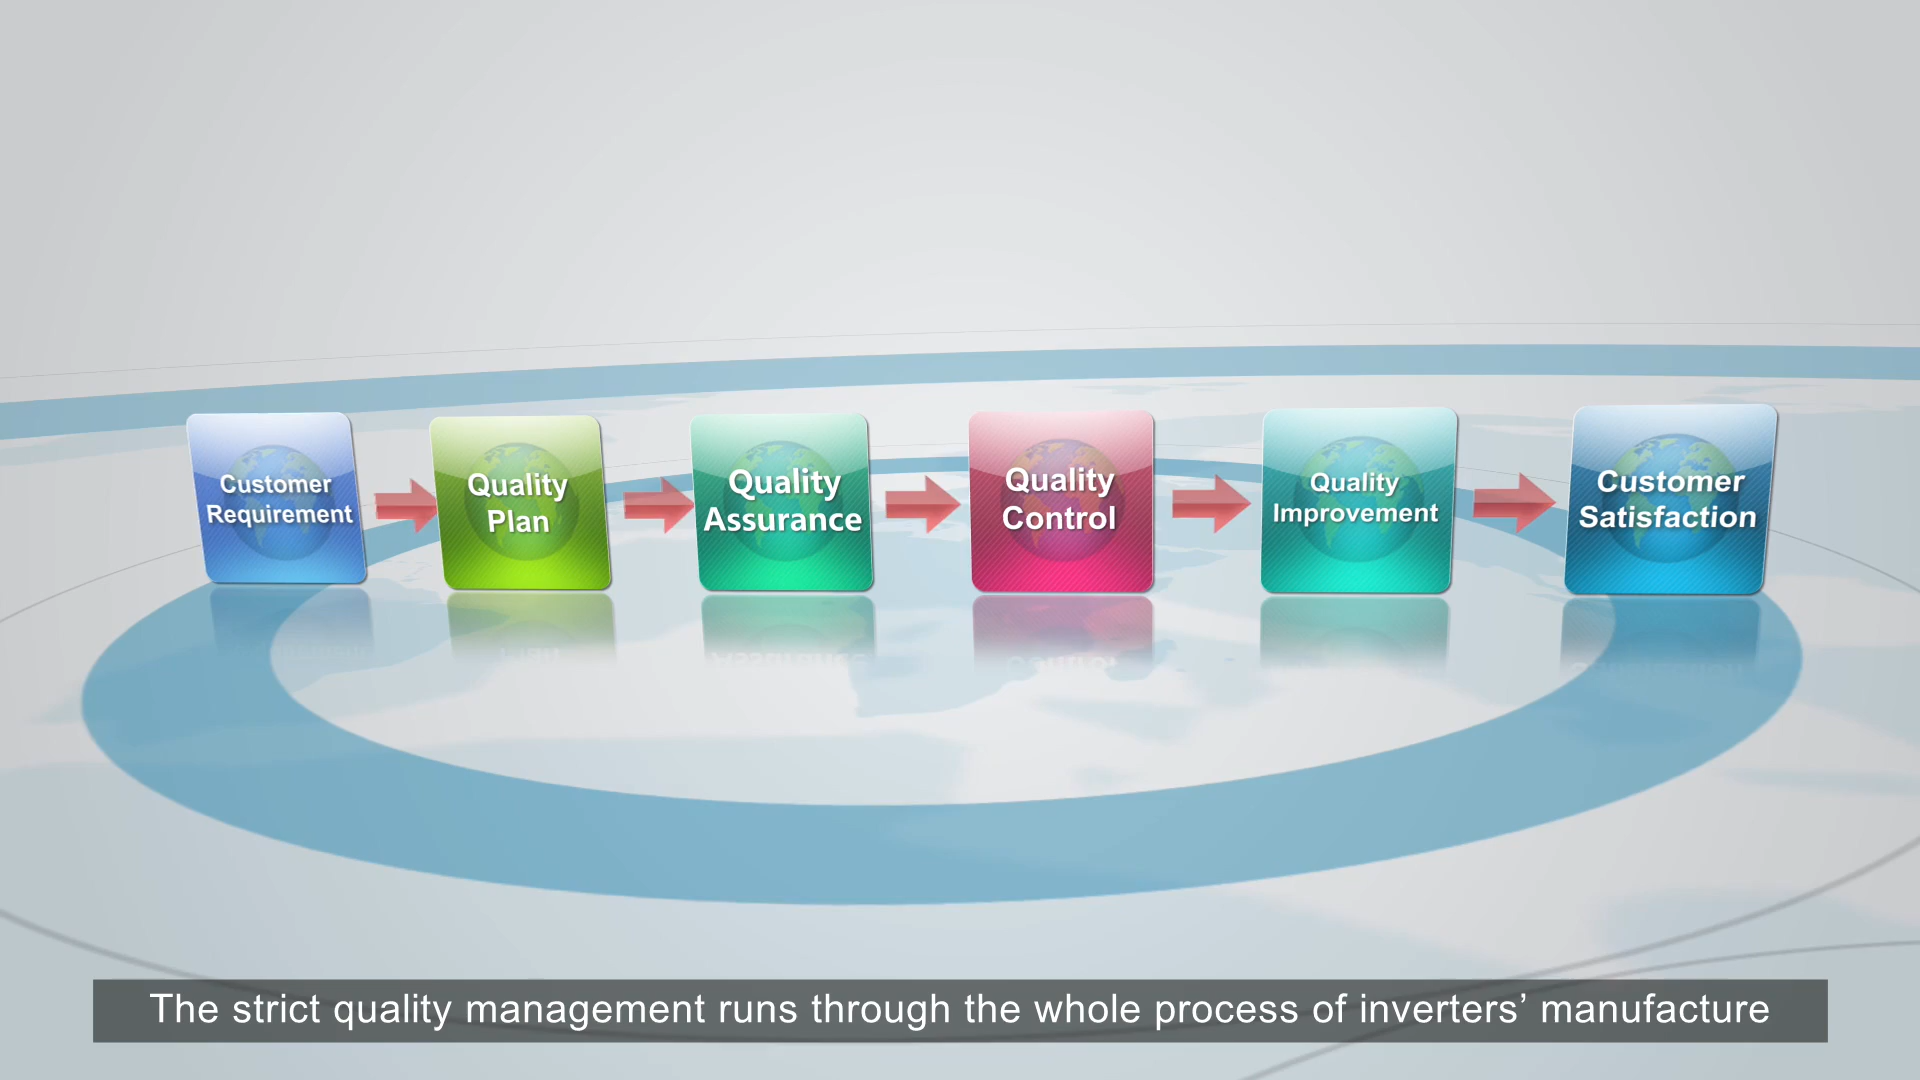 Customer
Requirement
Quality
Plan
Quality
Assurance
Quality
Control
Quality
Improvement
Customer
Satisfaction
The strict quality management runs through the whole process of inverters’ manufacture